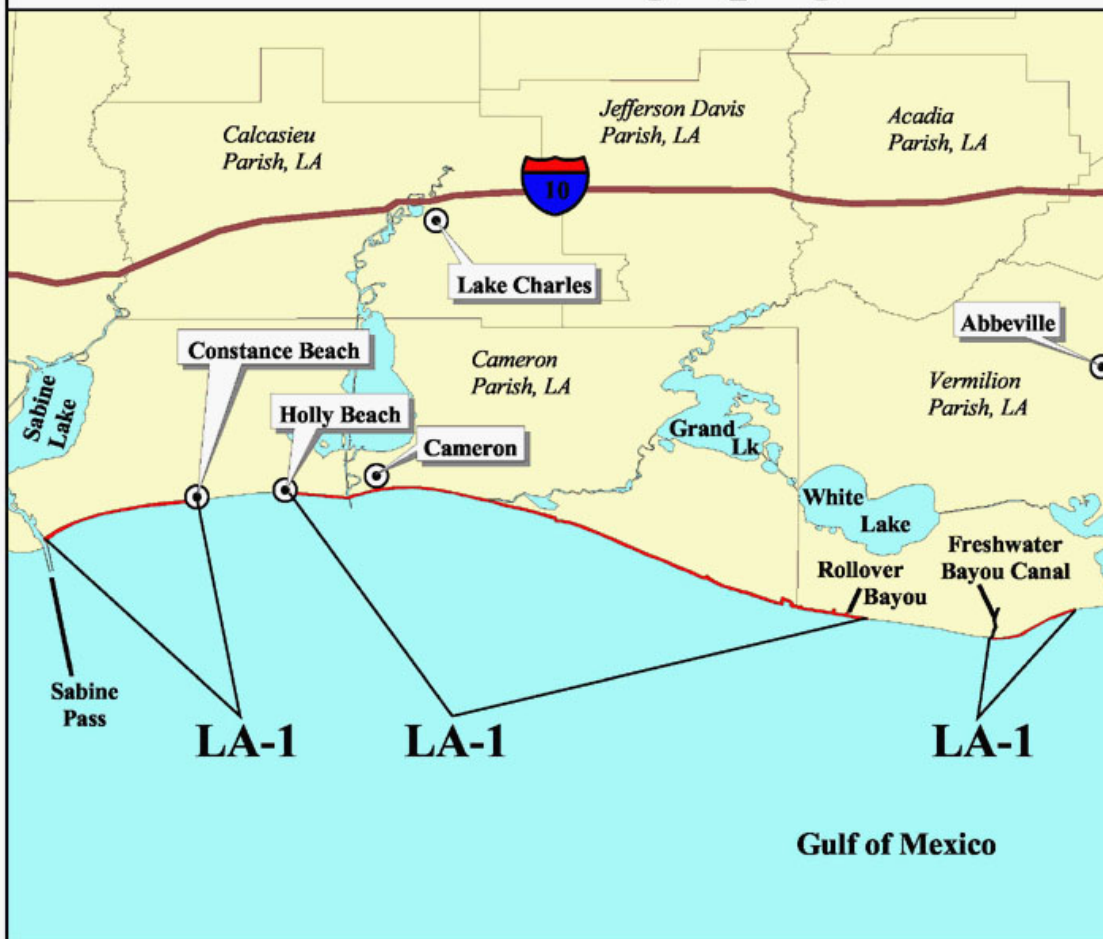 Calcasieu
Parish, LA
Jefferson Davis
Parish, LA
Acadia
Parish, LA
10
Lake Charles
Constance Beach
Abbeville
Cameron
Parish, LA
Vermilion
Parish, LA
Sabine
Lake
Holly Beach
Grand
Lk
Cameron
White
Lake
Freshwater
Bayou Canal
Rollover
Bayou
Sabine
Pass
LA-1
LA-1
LA-1
Gulf of Mexico